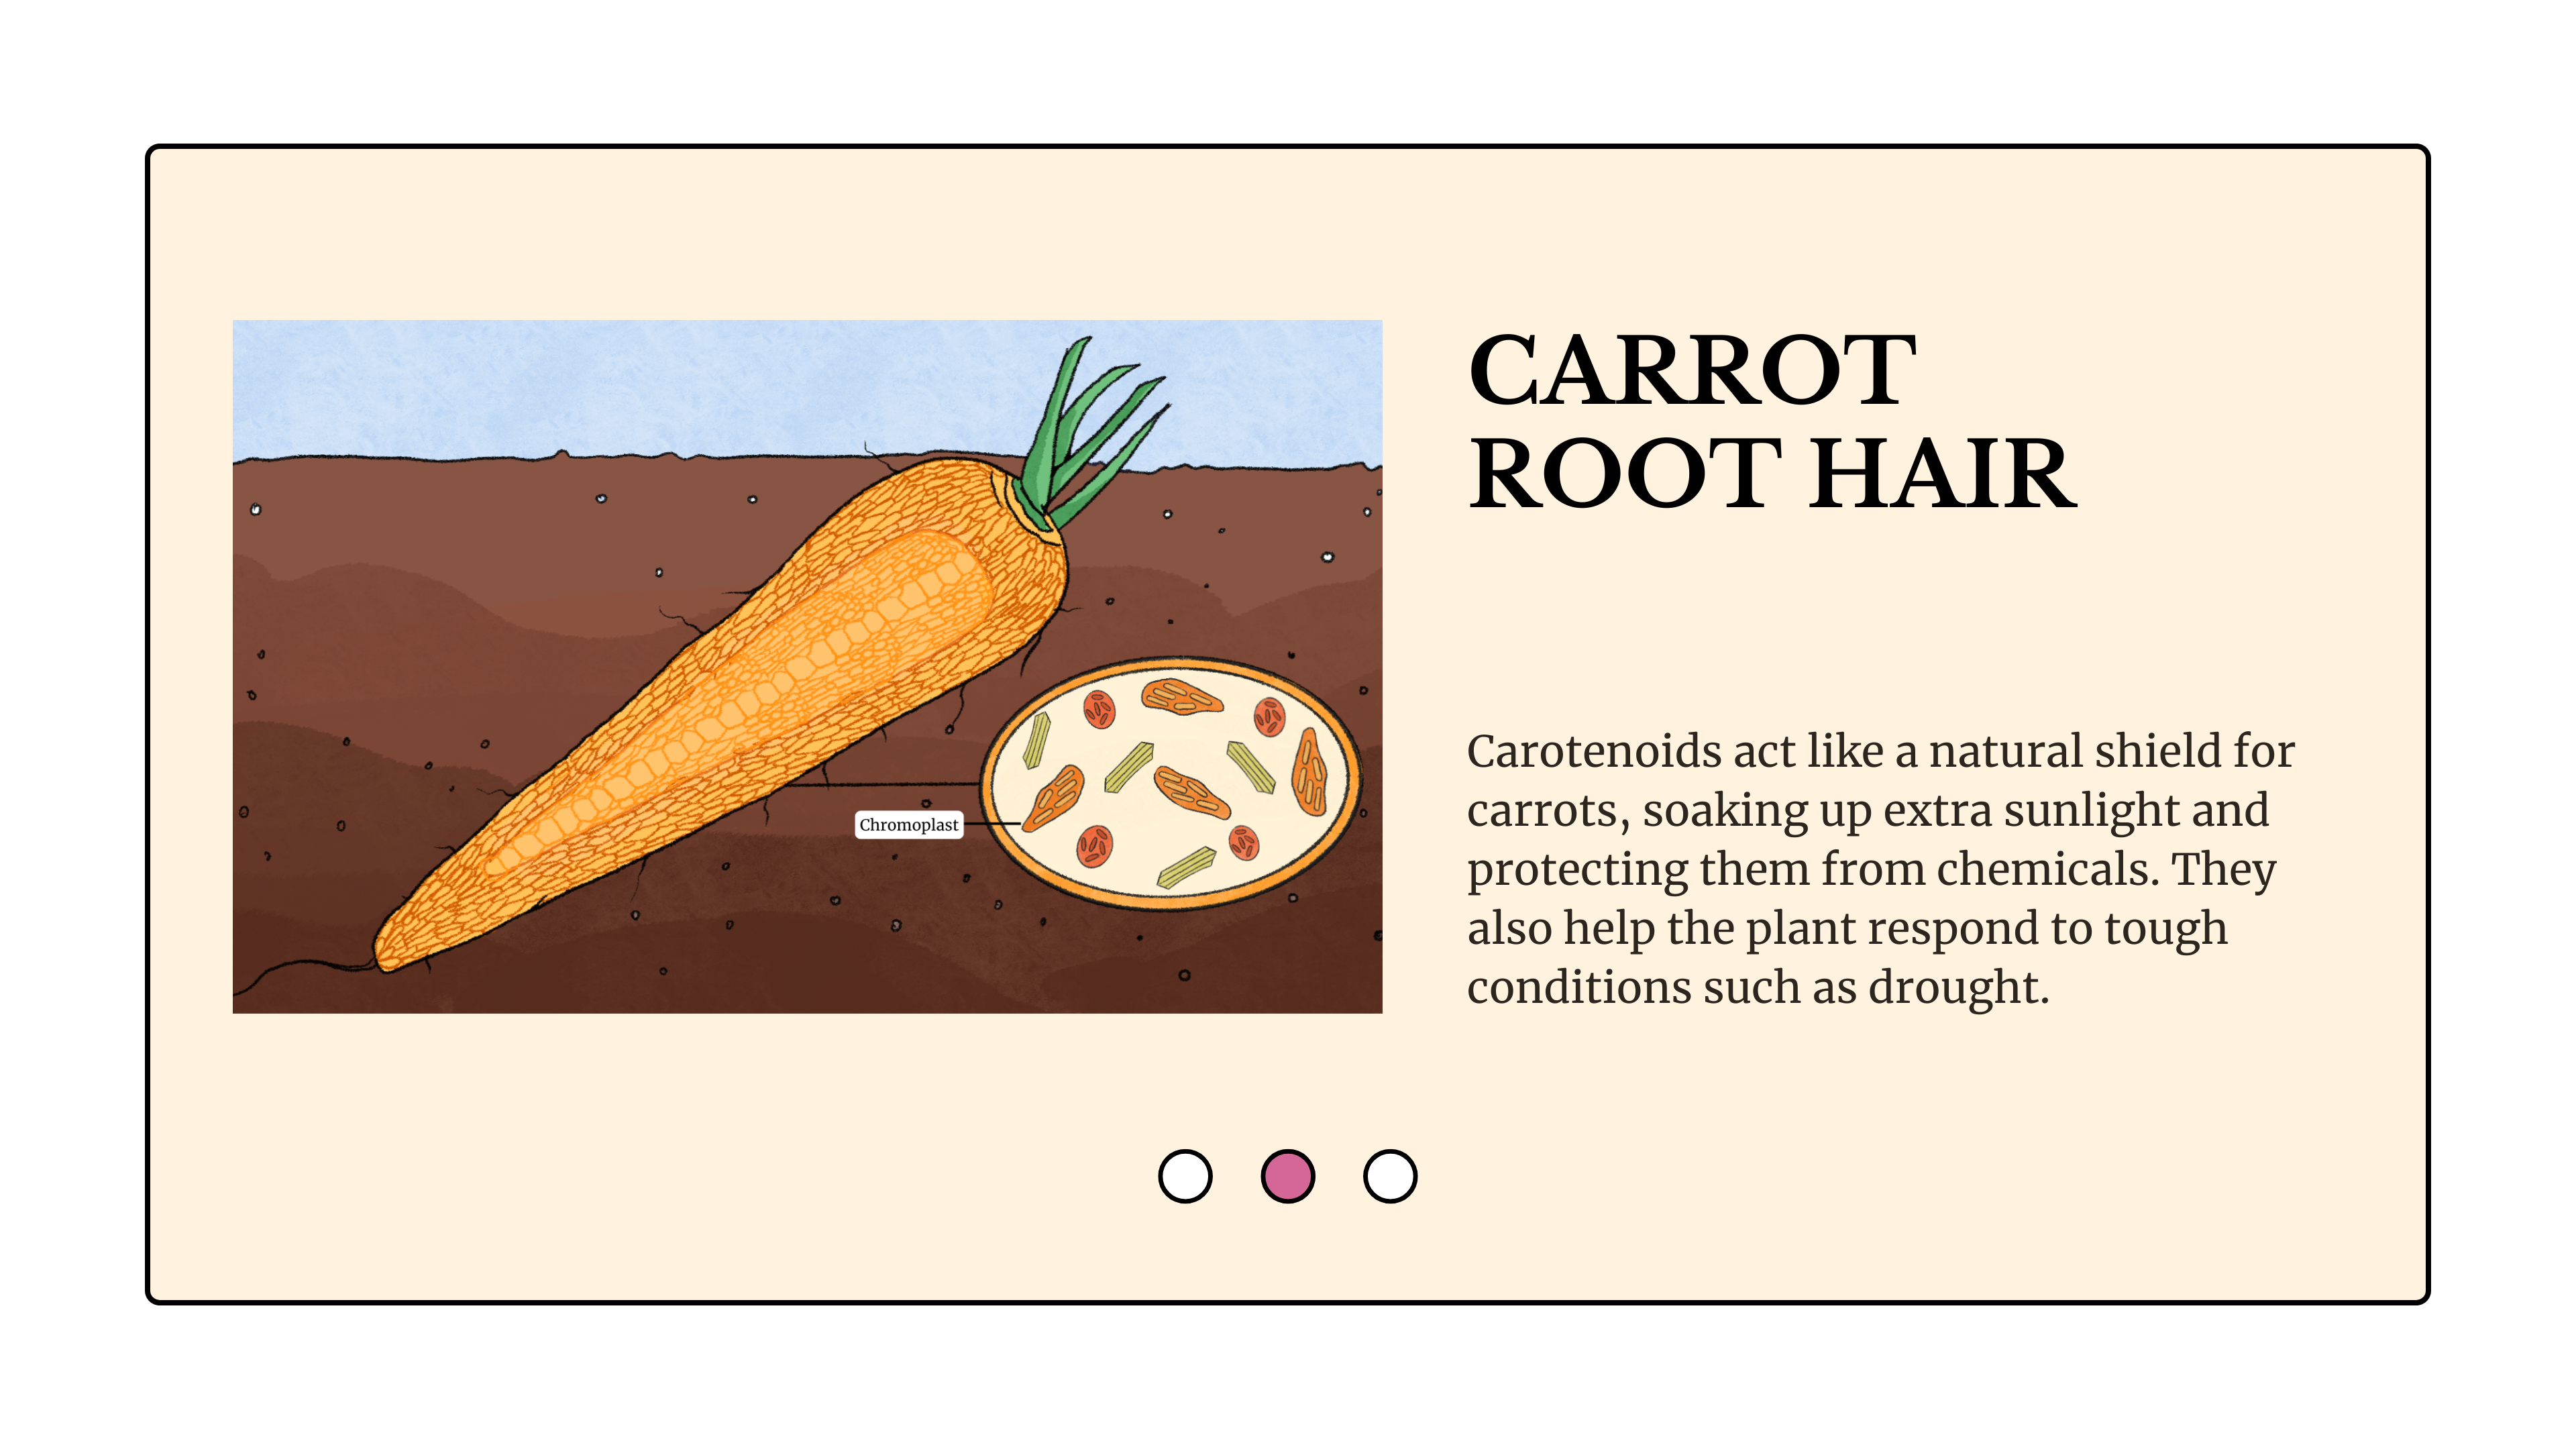 CARROT
ROOT HAIR
Chromoplast
Carotenoids act like a natural shield for
carrots, soaking up extra sunlight and
protecting them from chemicals. They
also help the plant respond to tough
conditions such as drought.